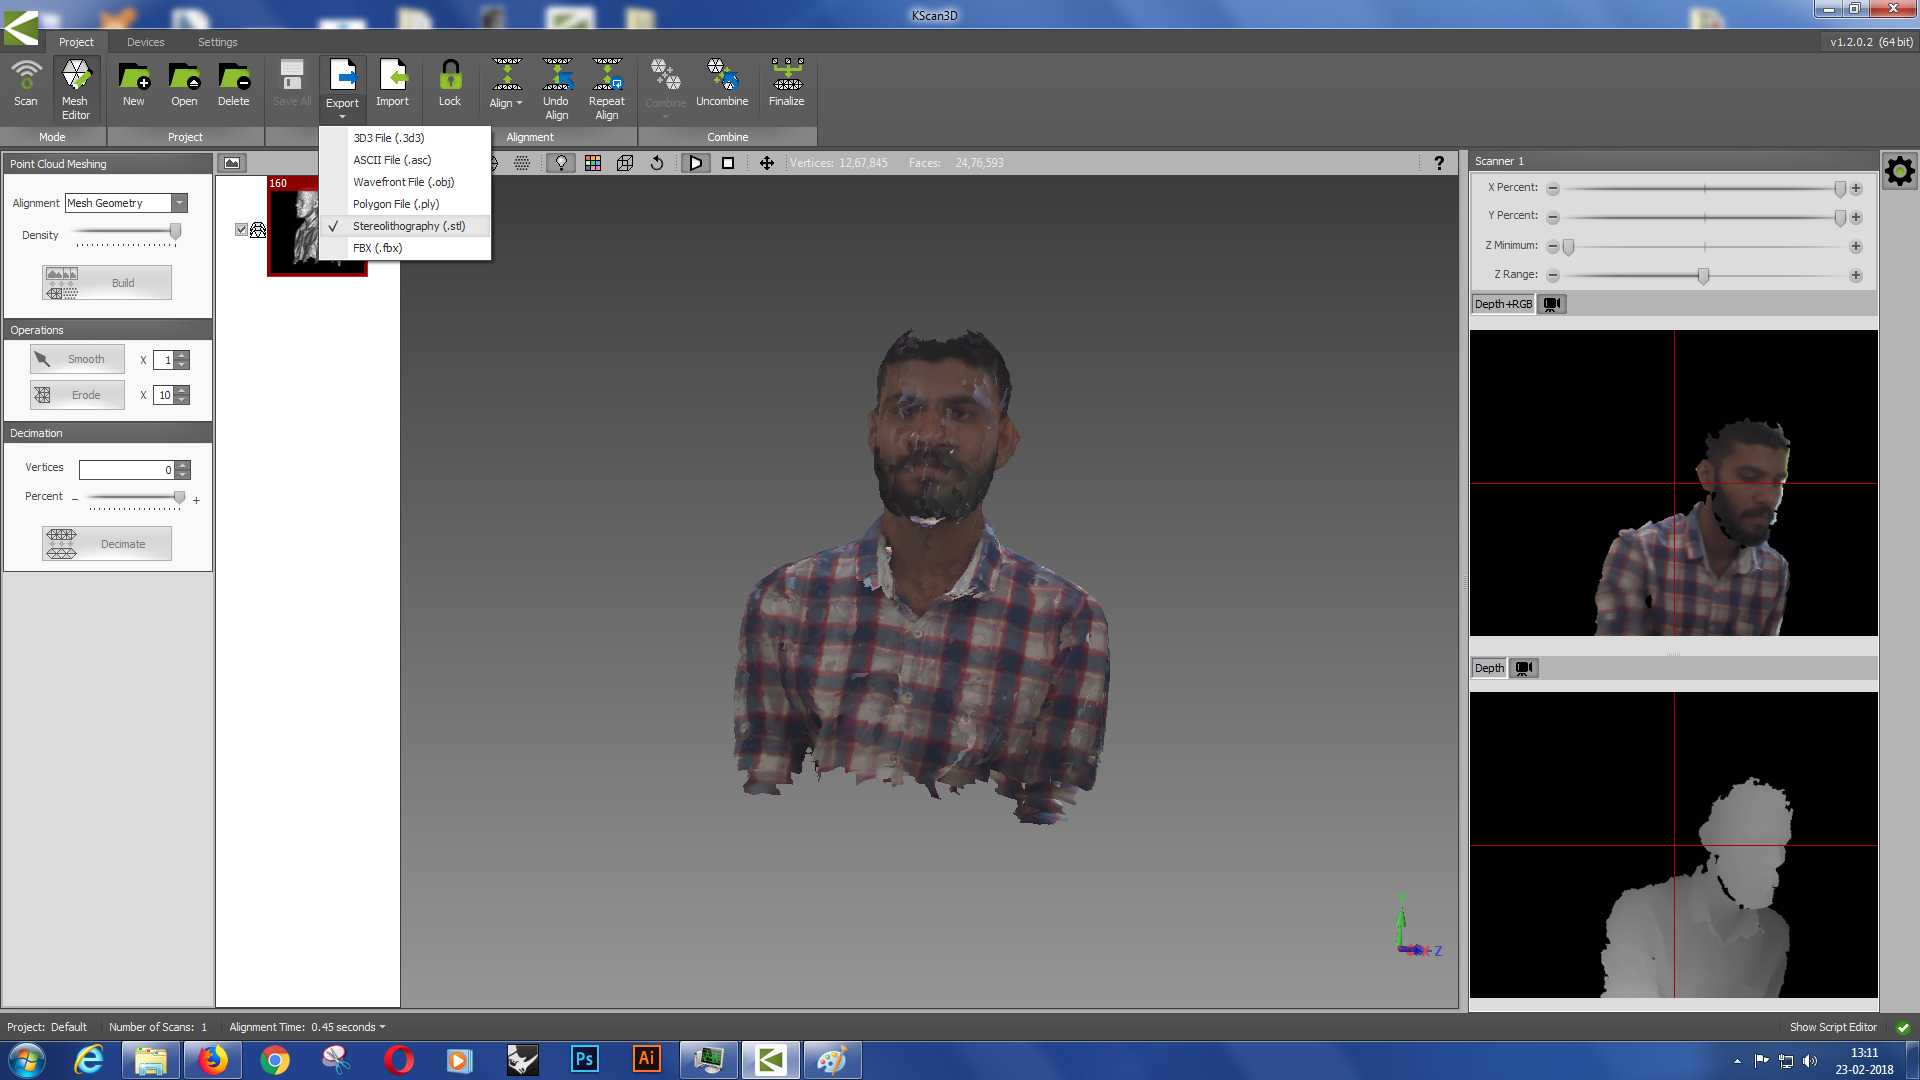 KScan3D
Project Devices Settings
v1.2.0.2 (64 bit)
Scan Mesh Editor New Open Delete Save All Export Import Lock Align Undo Align Repeat Align Combine Uncombine Finalize
Mode Project Alignment Combine
3D3 File (.3d3)
ASCII File (.asc)
Wavefront File (.obj)
Polygon File (.ply)
Stereolithography (.stl)
FBX (.fbx)
Point Cloud Meshing
Alignment Mesh Geometry
Density
Build
Operations
Smooth X 1
Erode X 10
Decimation
Vertices 0
Percent - +
Decimate
160
Vertices: 12,67,845 Faces: 24,76,593
?
Scanner 1
X Percent:
Y Percent:
Z Minimum:
Z Range:
Depth+RGB
Depth
Y
Z
Project: Default Number of Scans: 1 Alignment Time: 0.45 seconds
Show Script Editor
Ps Ai
13:11
23-02-2018